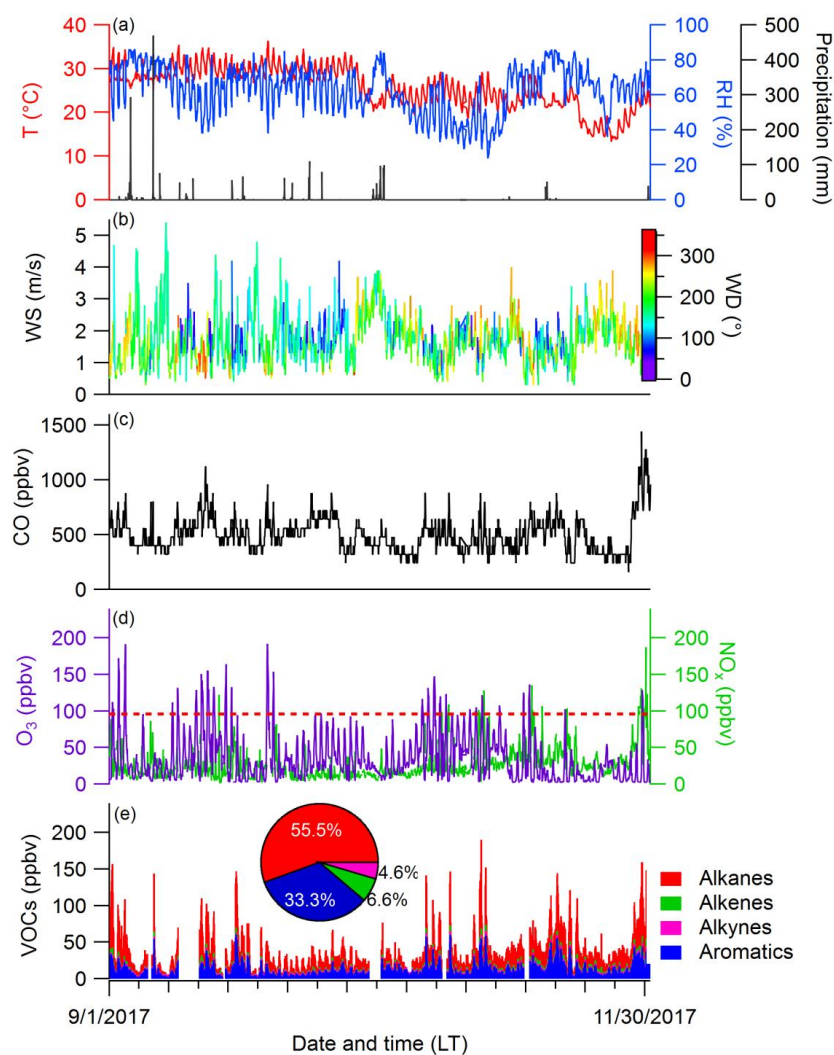 (a)
40
30
20
10
0
T (°C)
100
80
60
40
20
0
RH (%)
500
400
300
200
100
0
Precipitation (mm)
(b)
5
4
3
2
1
0
WS (m/s)
300
200
100
0
WD (°)
(c)
1500
1000
500
0
CO (ppbv)
(d)
200
150
100
50
0
O3 (ppbv)
200
150
100
50
0
NOx (ppbv)
(e)
200
150
100
50
0
VOCs (ppbv)
55.5%
4.6%
6.6%
33.3%
Alkanes
Alkenes
Alkynes
Aromatics
9/1/2017
11/30/2017
Date and time (LT)